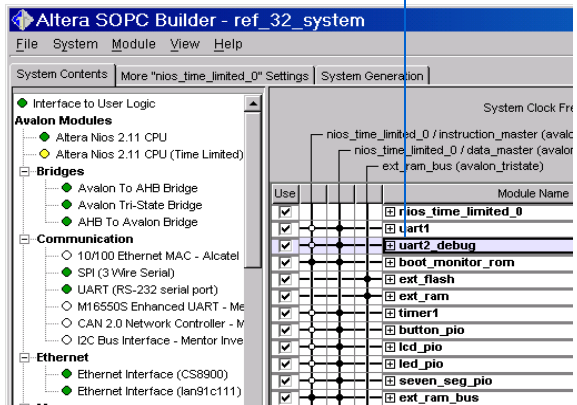 Altera SOPC Builder - ref_32_system
File System Module View Help
System Contents More "nios_time_limited_0" Settings System Generation
Interface to User Logic
Avalon Modules
Altera Nios 2.11 CPU
Altera Nios 2.11 CPU (Time Limited)
Bridges
Avalon To AHB Bridge
Avalon Tri-State Bridge
AHB To Avalon Bridge
Communication
10/100 Ethernet MAC - Alcatel
SPI (3 Wire Serial)
UART (RS-232 serial port)
M16550S Enhanced UART - Me
CAN 2.0 Network Controller - M
I2C Bus Interface - Mentor Inve
Ethernet
Ethernet Interface (CS8900)
Ethernet Interface (lan91c111)
System Clock Fre
nios_time_limited_0 / instruction_master (avalo
nios_time_limited_0 / data_master (avalon
ext_ram_bus (avalon_tristate)
Use Module Name
nios_time_limited_0
uart1
uart2_debug
boot_monitor_rom
ext_flash
ext_ram
timer1
button_pio
lcd_pio
led_pio
seven_seg_pio
ext_ram_bus